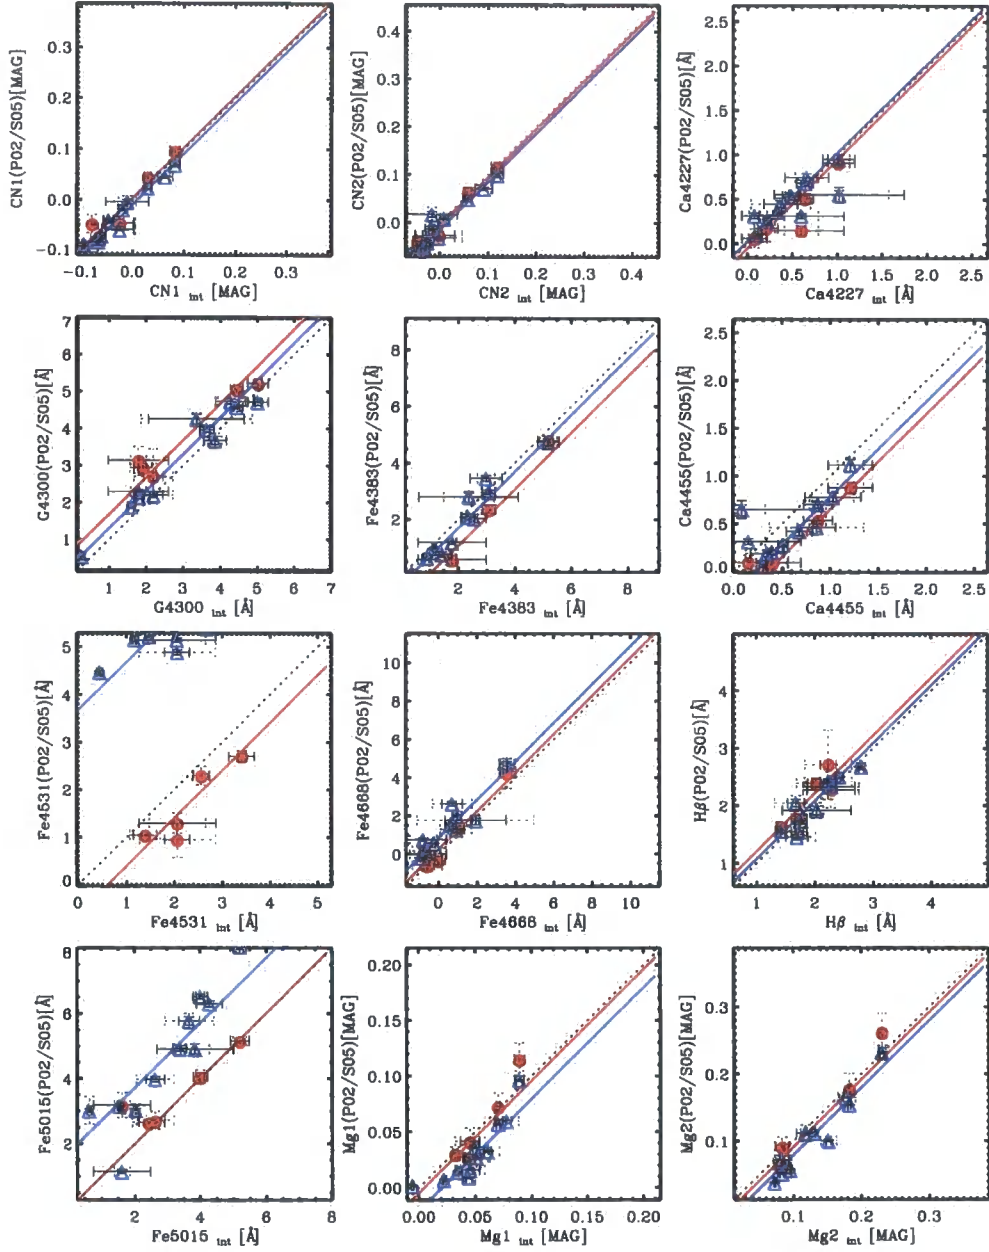 CN1(P02/S05)[MAG]
0.3
0.2
0.1
0.0
-0.1
-0.1 0.0 0.1 0.2 0.3
CN1 int [MAG]
CN2(P02/S05)[MAG]
0.4
0.3
0.2
0.1
0.0
0.0 0.1 0.2 0.3 0.4
CN2 int [MAG]
Ca4227(P02/S05)[Å]
2.5
2.0
1.5
1.0
0.5
0.0
0.0 0.5 1.0 1.5 2.0 2.5
Ca4227 int [Å]
G4300(P02/S05)[Å]
7
6
5
4
3
2
1
1 2 3 4 5 6 7
G4300 int [Å]
Fe4383(P02/S05)[Å]
8
6
4
2
2 4 6 8
Fe4383 int [Å]
Ca4455(P02/S05)[Å]
2.5
2.0
1.5
1.0
0.5
0.0
0.0 0.5 1.0 1.5 2.0 2.5
Ca4455 int [Å]
Fe4531(P02/S05)[Å]
5
4
3
2
1
0
0 1 2 3 4 5
Fe4531 int [Å]
Fe4668(P02/S05)[Å]
10
8
6
4
2
0
0 2 4 6 8 10
Fe4668 int [Å]
Hβ(P02/S05)[Å]
4
3
2
1
1 2 3 4
Hβ int [Å]
Fe5015(P02/S05)[Å]
8
6
4
2
2 4 6 8
Fe5015 int [Å]
Mg1(P02/S05)[MAG]
0.20
0.15
0.10
0.05
0.00
0.00 0.05 0.10 0.15 0.20
Mg1 int [MAG]
Mg2(P02/S05)[MAG]
0.3
0.2
0.1
0.1 0.2 0.3
Mg2 int [MAG]